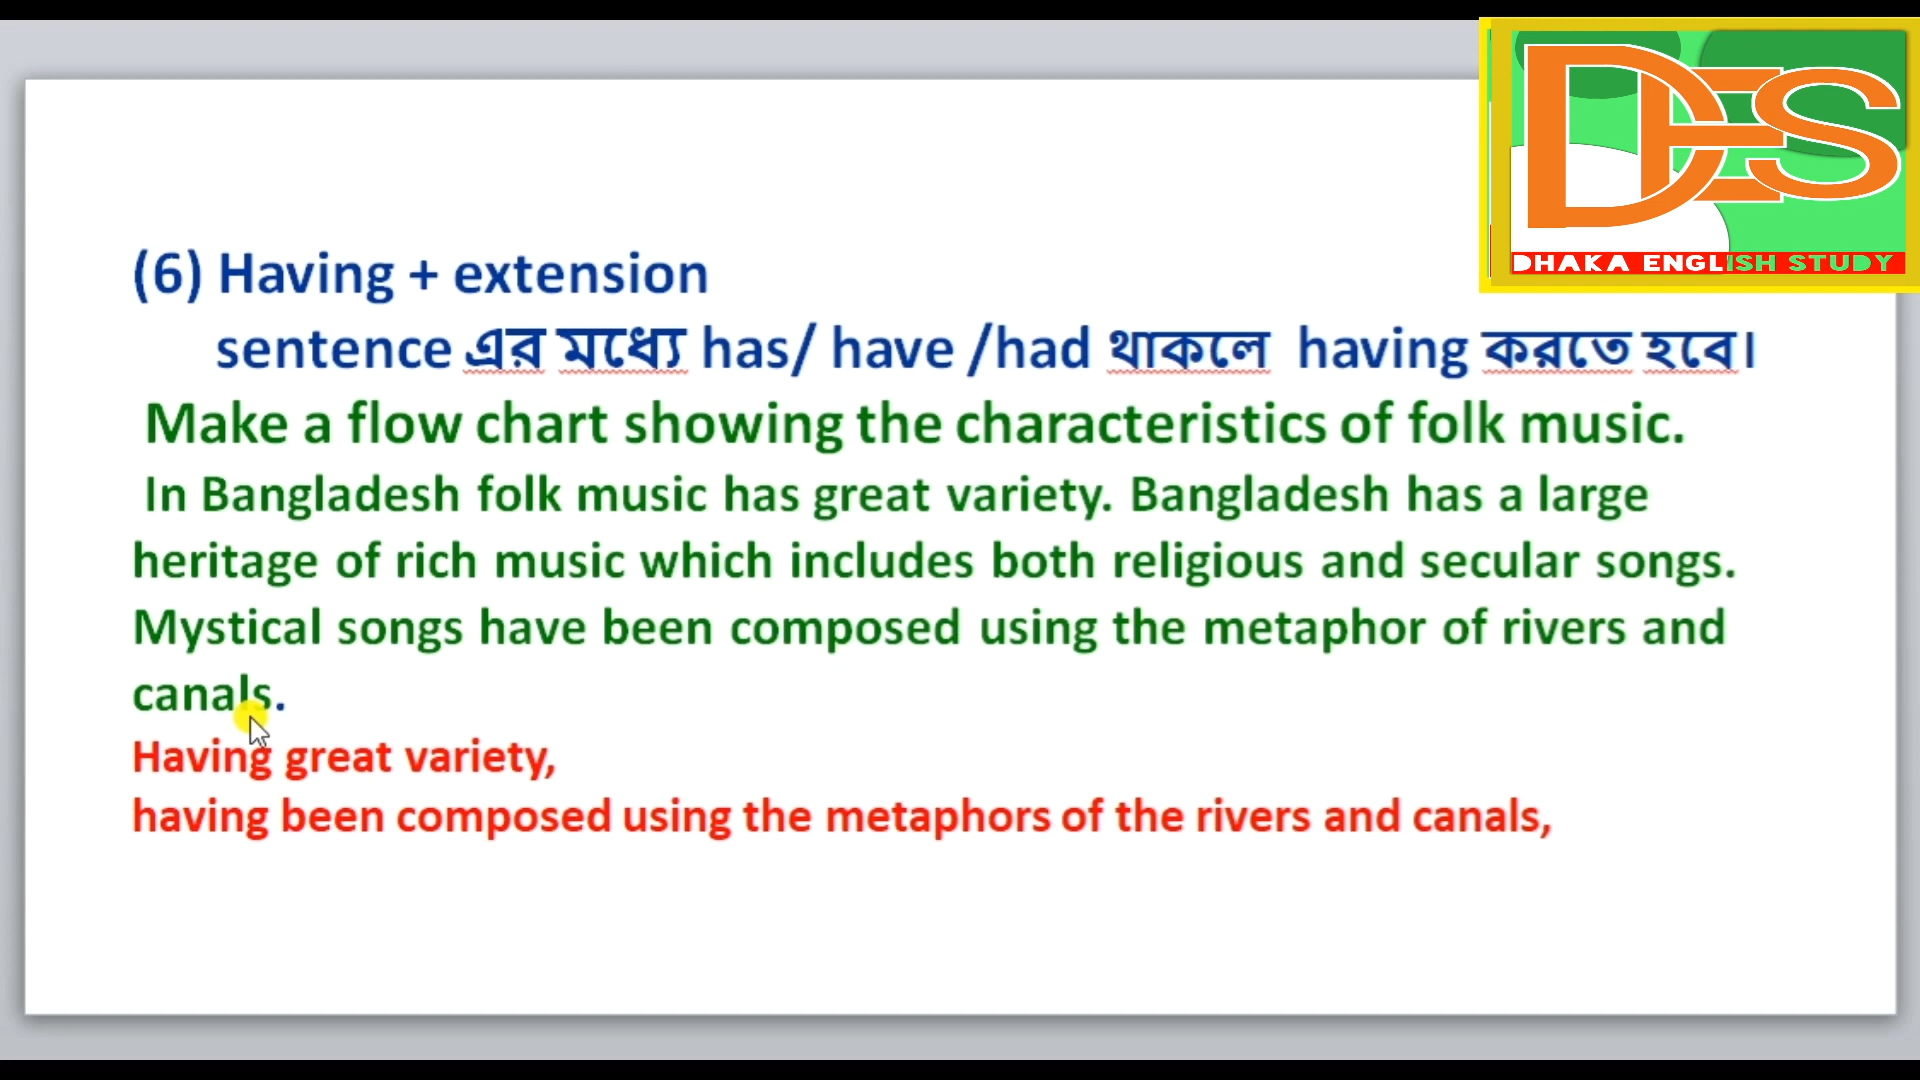 DES
DHAKA ENGLISH STUDY
(6) Having + extension
sentence এর মধ্যে has/ have /had থাকলে having করতে হবে।
Make a flow chart showing the characteristics of folk music.
In Bangladesh folk music has great variety. Bangladesh has a large
heritage of rich music which includes both religious and secular songs.
Mystical songs have been composed using the metaphor of rivers and
canals.
Having great variety,
having been composed using the metaphors of the rivers and canals,